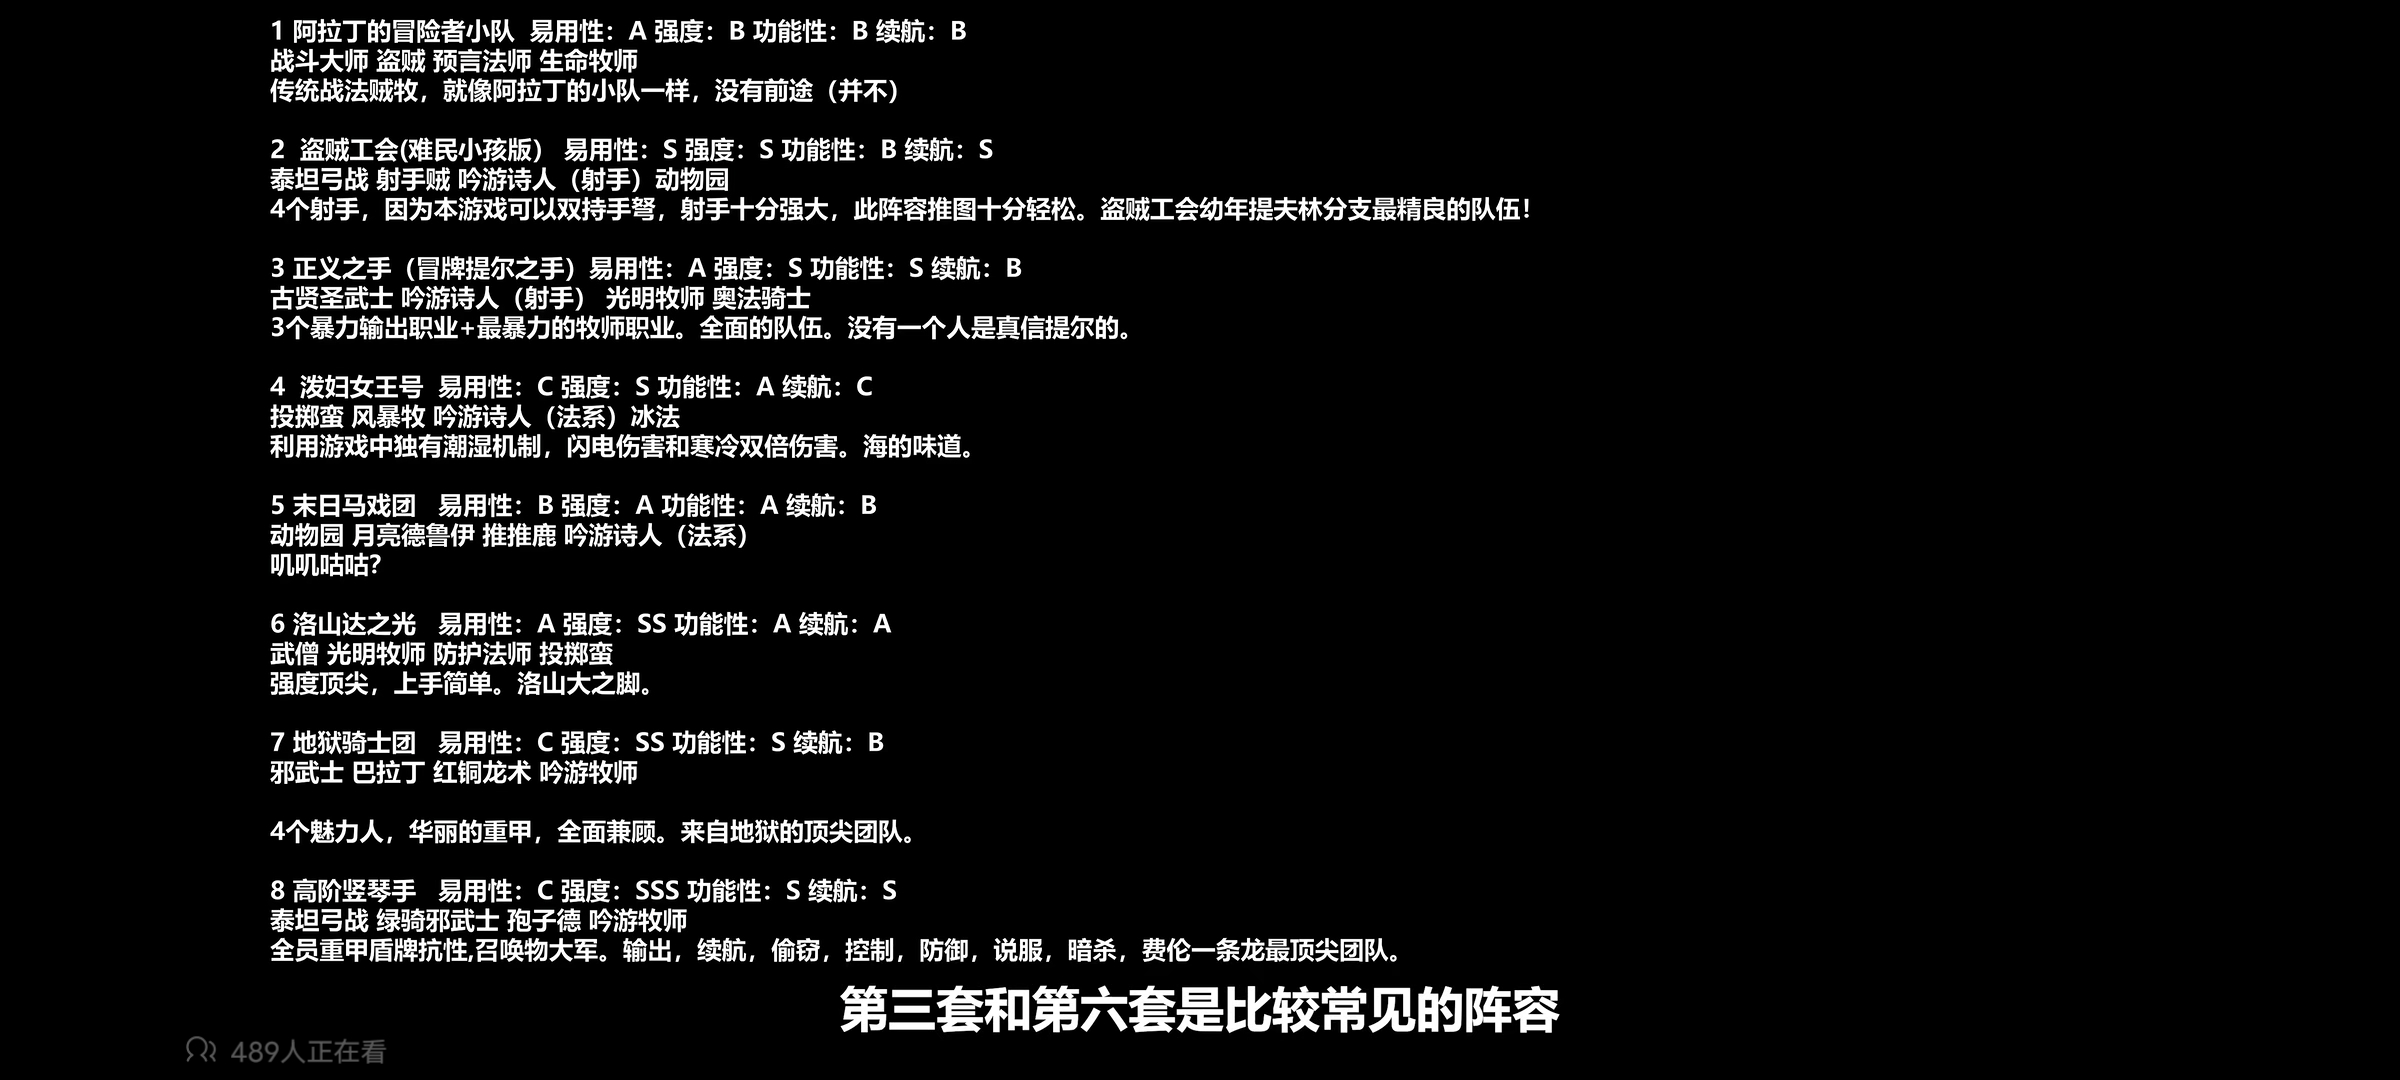 1 阿拉丁的冒险者小队 易用性：A 强度：B 功能性：B 续航：B
战斗大师 盗贼 预言法师 生命牧师
传统战法贼牧，就像阿拉丁的小队一样，没有前途（并不）
2 盗贼工会(难民小孩版） 易用性：S 强度：S 功能性：B 续航：S
泰坦弓战 射手贼 吟游诗人（射手）动物园
4个射手，因为本游戏可以双持手弩，射手十分强大，此阵容推图十分轻松。盗贼工会幼年提夫林分支最精良的队伍！
3 正义之手（冒牌提尔之手）易用性：A 强度：S 功能性：S 续航：B
古贤圣武士 吟游诗人（射手） 光明牧师 奥法骑士
3个暴力输出职业+最暴力的牧师职业。全面的队伍。没有一个人是真信提尔的。
4 泼妇女王号 易用性：C 强度：S 功能性：A 续航：C
投掷蛮 风暴牧 吟游诗人（法系）冰法
利用游戏中独有潮湿机制，闪电伤害和寒冷双倍伤害。海的味道。
5 末日马戏团 易用性：B 强度：A 功能性：A 续航：B
动物园 月亮德鲁伊 推推鹿 吟游诗人（法系）
叽叽咕咕？
6 洛山达之光 易用性：A 强度：SS 功能性：A 续航：A
武僧 光明牧师 防护法师 投掷蛮
强度顶尖，上手简单。洛山大之脚。
7 地狱骑士团 易用性：C 强度：SS 功能性：S 续航：B
邪武士 巴拉丁 红铜龙术 吟游牧师
4个魅力人，华丽的重甲，全面兼顾。来自地狱的顶尖团队。
8 高阶竖琴手 易用性：C 强度：SSS 功能性：S 续航：S
泰坦弓战 绿骑邪武士 孢子德 吟游牧师
全员重甲盾牌抗性,召唤物大军。输出，续航，偷窃，控制，防御，说服，暗杀，费伦一条龙最顶尖团队。
第三套和第六套是比较常见的阵容
489人正在看